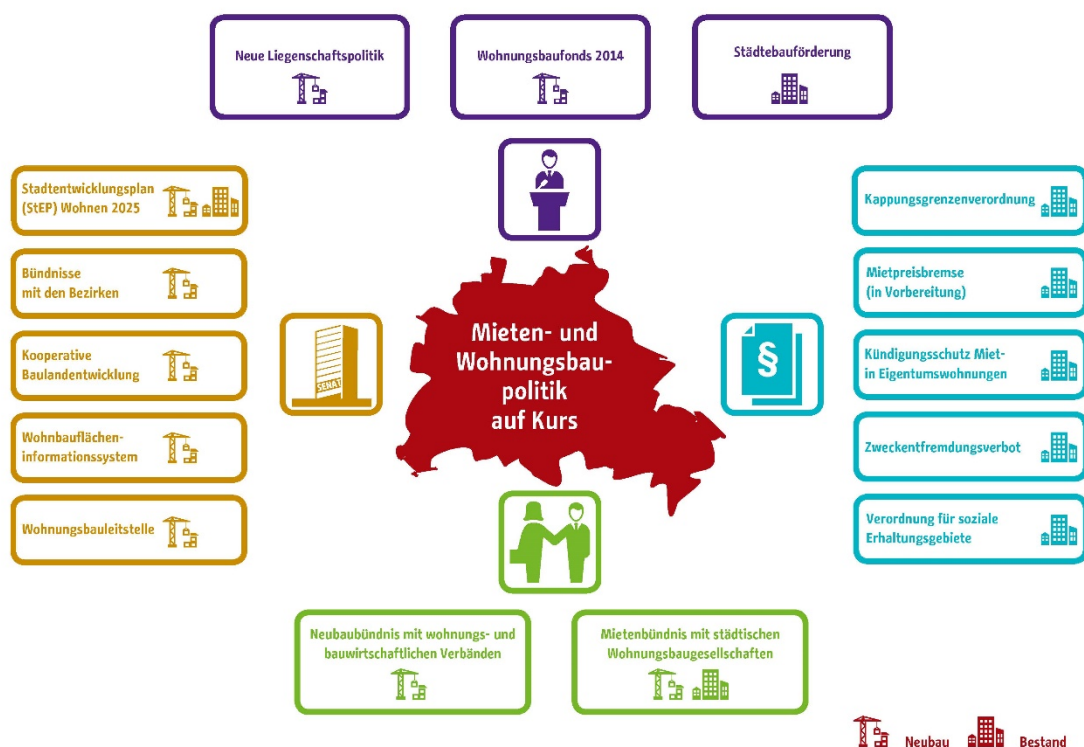 Neue Liegenschaftspolitik
Wohnungsbaufonds 2014
Städtebauförderung
Stadtentwicklungsplan
(StEP) Wohnen 2025
Bündnisse
mit den Bezirken
Kooperative
Baulandentwicklung
Wohnbauflächen-
informationssystem
Wohnungsbauleitstelle
SENAT
Mieten- und
Wohnungsbau-
politik
auf Kurs
§
Kappungsgrenzenverordnung
Mietpreisbremse
(in Vorbereitung)
Kündigungsschutz Miet-
in Eigentumswohnungen
Zweckentfremdungsverbot
Verordnung für soziale
Erhaltungsgebiete
Neubaubündnis mit wohnungs- und
bauwirtschaftlichen Verbänden
Mietenbündnis mit städtischen
Wohnungsbaugesellschaften
Neubau
Bestand